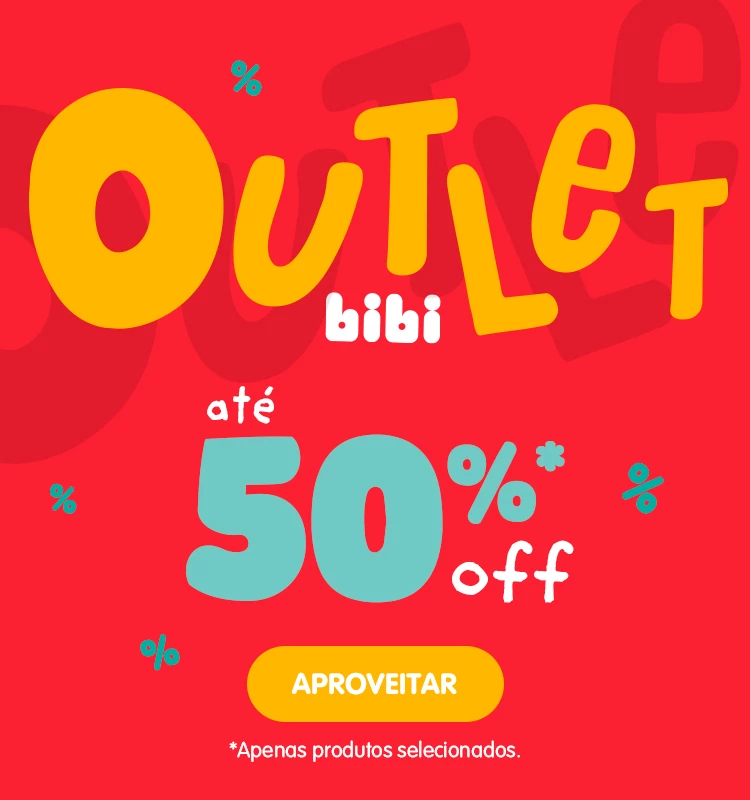 %
OUTLeT
bibi
até
50%*
off
%
%
%
APROVEITAR
*Apenas produtos selecionados.